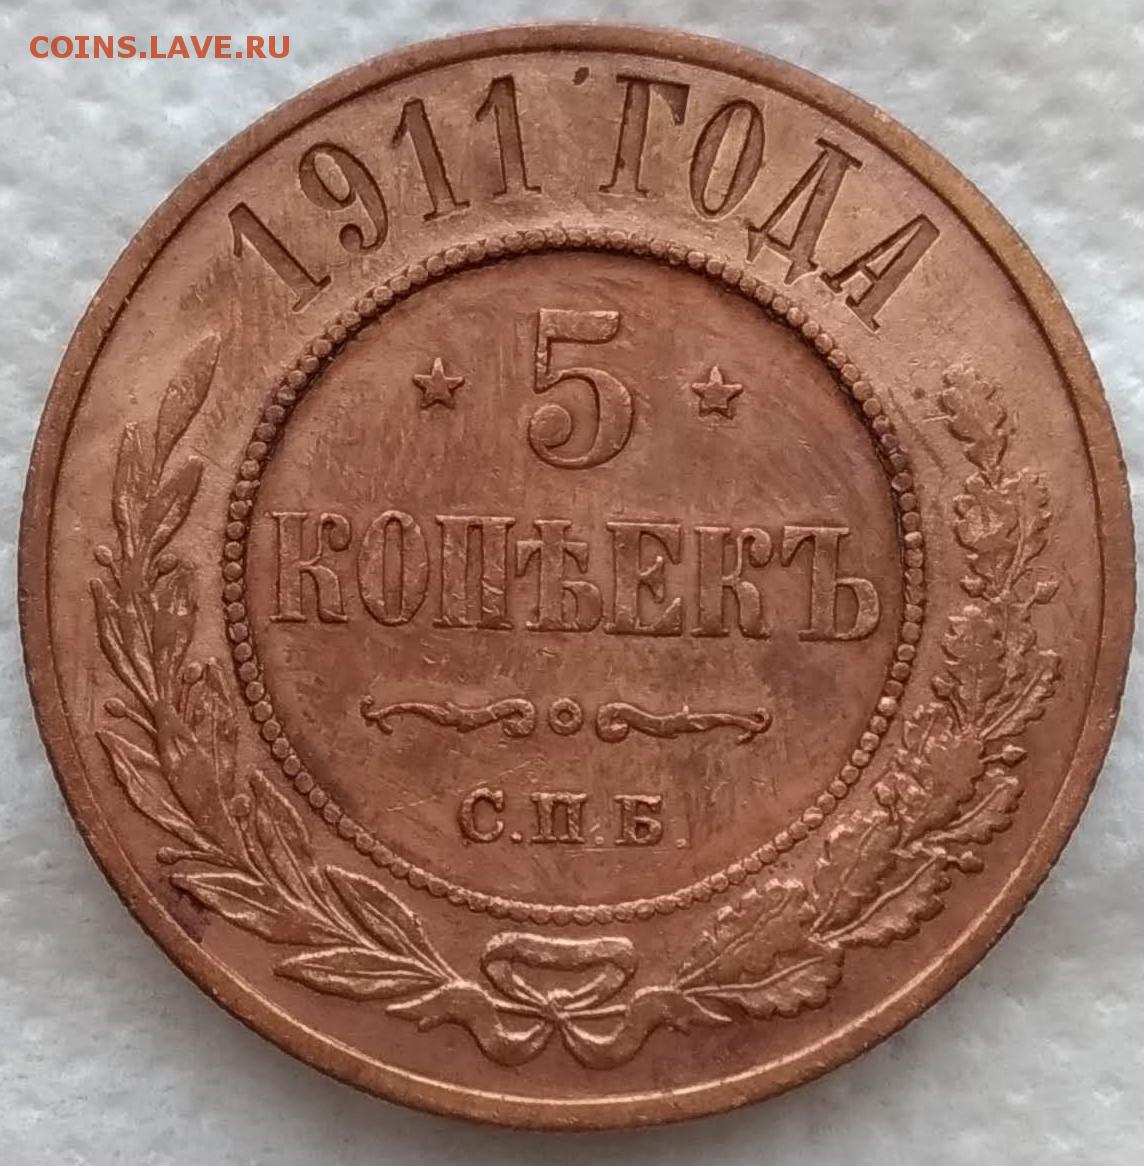 COINS.LAVE.RU
1911 ГОДА
5
КОПѢЕКЪ
С.П.Б.